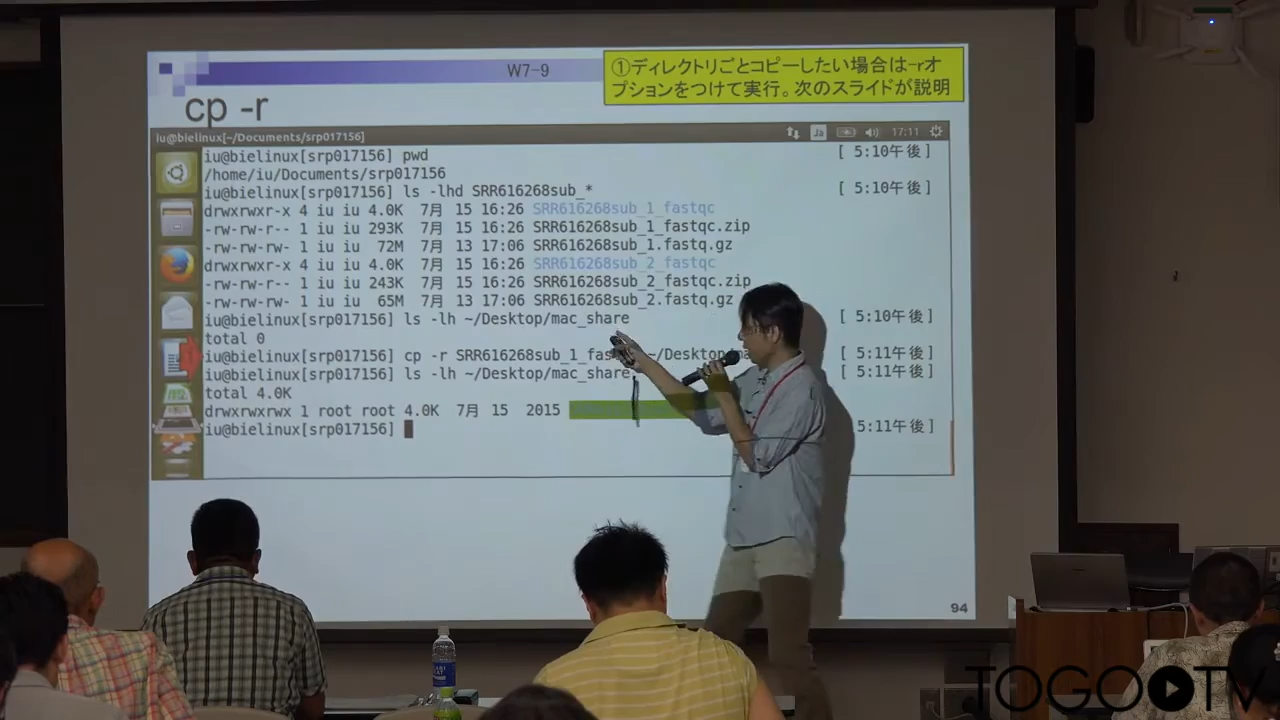 W7-9
①ディレクトリごとコピーしたい場合は-rオ
プションをつけて実行。次のスライドが説明
cp -r
iu@bielinux[~/Documents/srp017156]
Ja
17:11
iu@bielinux[srp017156] pwd [ 5:10午後]
/home/iu/Documents/srp017156
iu@bielinux[srp017156] ls -lhd SRR616268sub_* [ 5:10午後]
drwxrwxr-x 4 iu iu 4.0K 7月 15 16:26 SRR616268sub_1_fastqc
-rw-rw-r-- 1 iu iu 293K 7月 15 16:26 SRR616268sub_1_fastqc.zip
-rw-rw-rw- 1 iu iu 72M 7月 13 17:06 SRR616268sub_1.fastq.gz
drwxrwxr-x 4 iu iu 4.0K 7月 15 16:26 SRR616268sub_2_fastqc
-rw-rw-r-- 1 iu iu 243K 7月 15 16:26 SRR616268sub_2_fastqc.zip
-rw-rw-rw- 1 iu iu 65M 7月 13 17:06 SRR616268sub_2.fastq.gz
iu@bielinux[srp017156] ls -lh ~/Desktop/mac_share [ 5:10午後]
total 0
iu@bielinux[srp017156] cp -r SRR616268sub_1_fas ~/Desktop [ 5:11午後]
iu@bielinux[srp017156] ls -lh ~/Desktop/mac_share [ 5:11午後]
total 4.0K
drwxrwxrwx 1 root root 4.0K 7月 15 2015
iu@bielinux[srp017156] 5:11午後]
94
TOGOTV